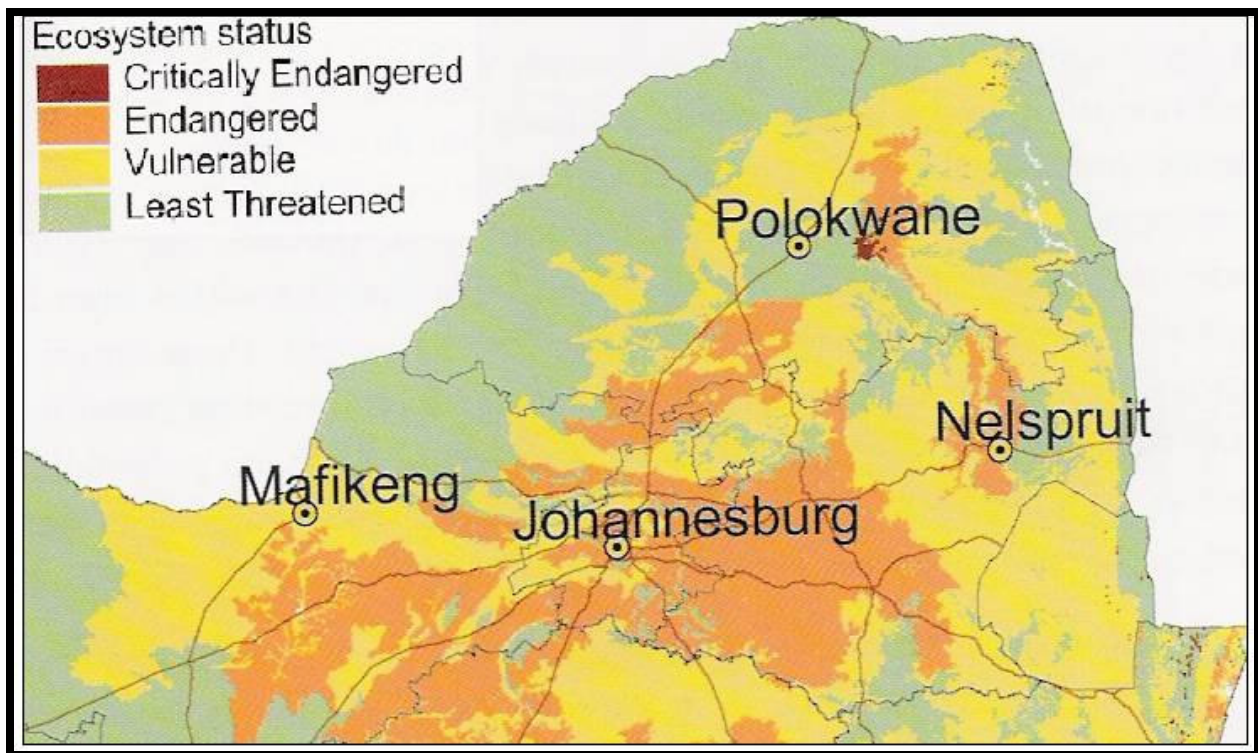 Ecosystem status
Critically Endangered
Endangered
Vulnerable
Least Threatened
Polokwane
Nelspruit
Mafikeng
Johannesburg